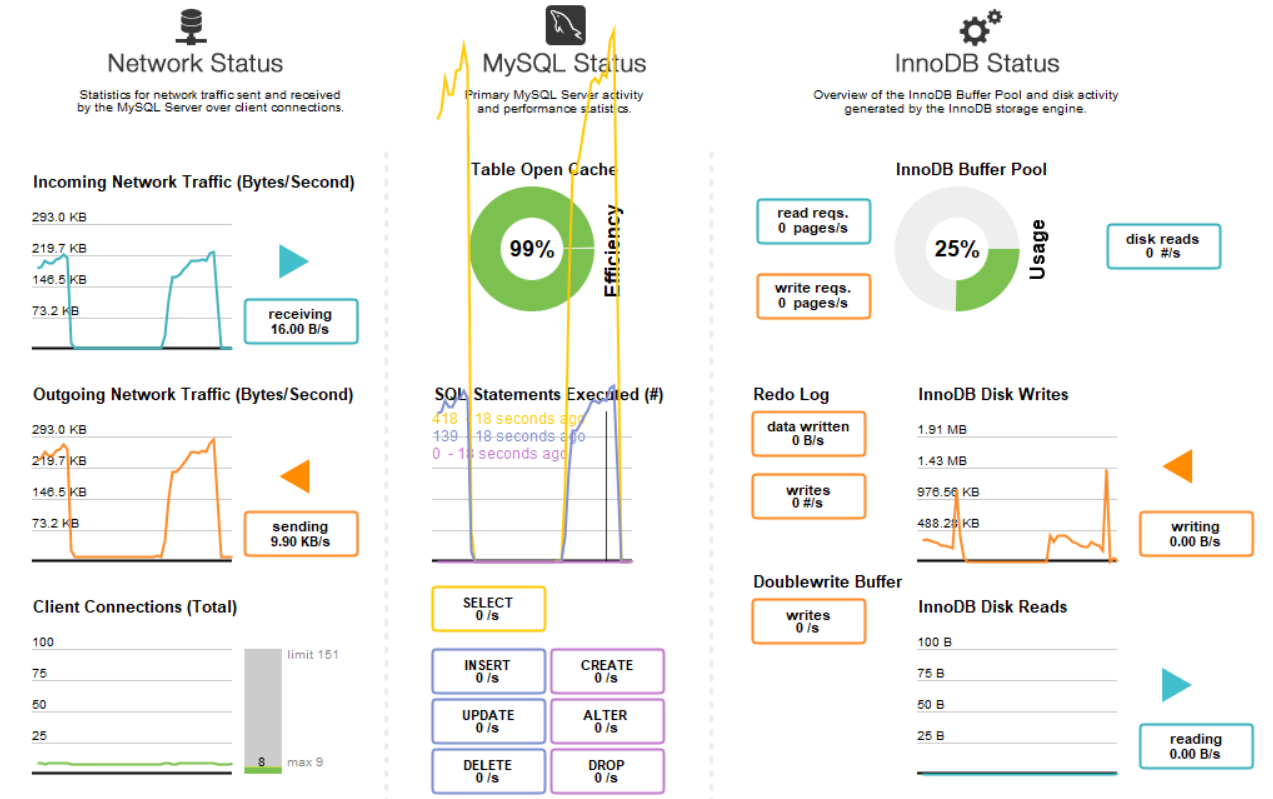 Network Status
Statistics for network traffic sent and received
by the MySQL Server over client connections.
Incoming Network Traffic (Bytes/Second)
293.0 KB
219.7 KB
146.5 KB
73.2 KB
receiving
16.00 B/s
Outgoing Network Traffic (Bytes/Second)
293.0 KB
219.7 KB
146.5 KB
73.2 KB
sending
9.90 KB/s
Client Connections (Total)
100
75
50
25
limit 151
8
max 9
MySQL Status
Primary MySQL Server activity
and performance statistics.
Table Open Cache
99%
Efficiency
SQL Statements Executed (#)
418 - 18 seconds ago
139 - 18 seconds ago
0 - 18 seconds ago
SELECT
0 /s
INSERT
0 /s
CREATE
0 /s
UPDATE
0 /s
ALTER
0 /s
DELETE
0 /s
DROP
0 /s
InnoDB Status
Overview of the InnoDB Buffer Pool and disk activity
generated by the InnoDB storage engine.
InnoDB Buffer Pool
read reqs.
0 pages/s
write reqs.
0 pages/s
25%
Usage
disk reads
0 #/s
Redo Log
data written
0 B/s
writes
0 #/s
Doublewrite Buffer
writes
0 /s
InnoDB Disk Writes
1.91 MB
1.43 MB
976.56 KB
488.28 KB
writing
0.00 B/s
InnoDB Disk Reads
100 B
75 B
50 B
25 B
reading
0.00 B/s